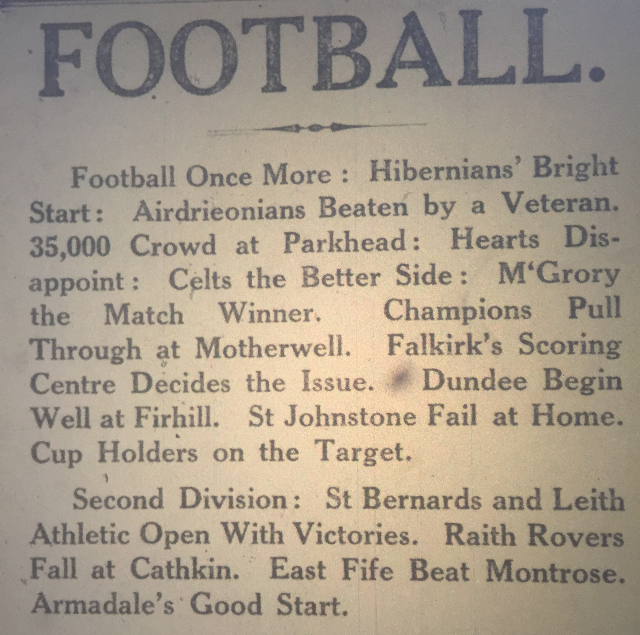 FOOTBALL.
Football Once More : Hibernians' Bright
Start : Airdrieonians Beaten by a Veteran.
35,000 Crowd at Parkhead : Hearts Dis-
appoint : Celts the Better Side : M‘Grory
the Match Winner. Champions Pull
Through at Motherwell. Falkirk's Scoring
Centre Decides the Issue. Dundee Begin
Well at Firhill. St Johnstone Fail at Home.
Cup Holders on the Target.
Second Division : St Bernards and Leith
Athletic Open With Victories. Raith Rovers
Fall at Cathkin. East Fife Beat Montrose.
Armadale's Good Start.